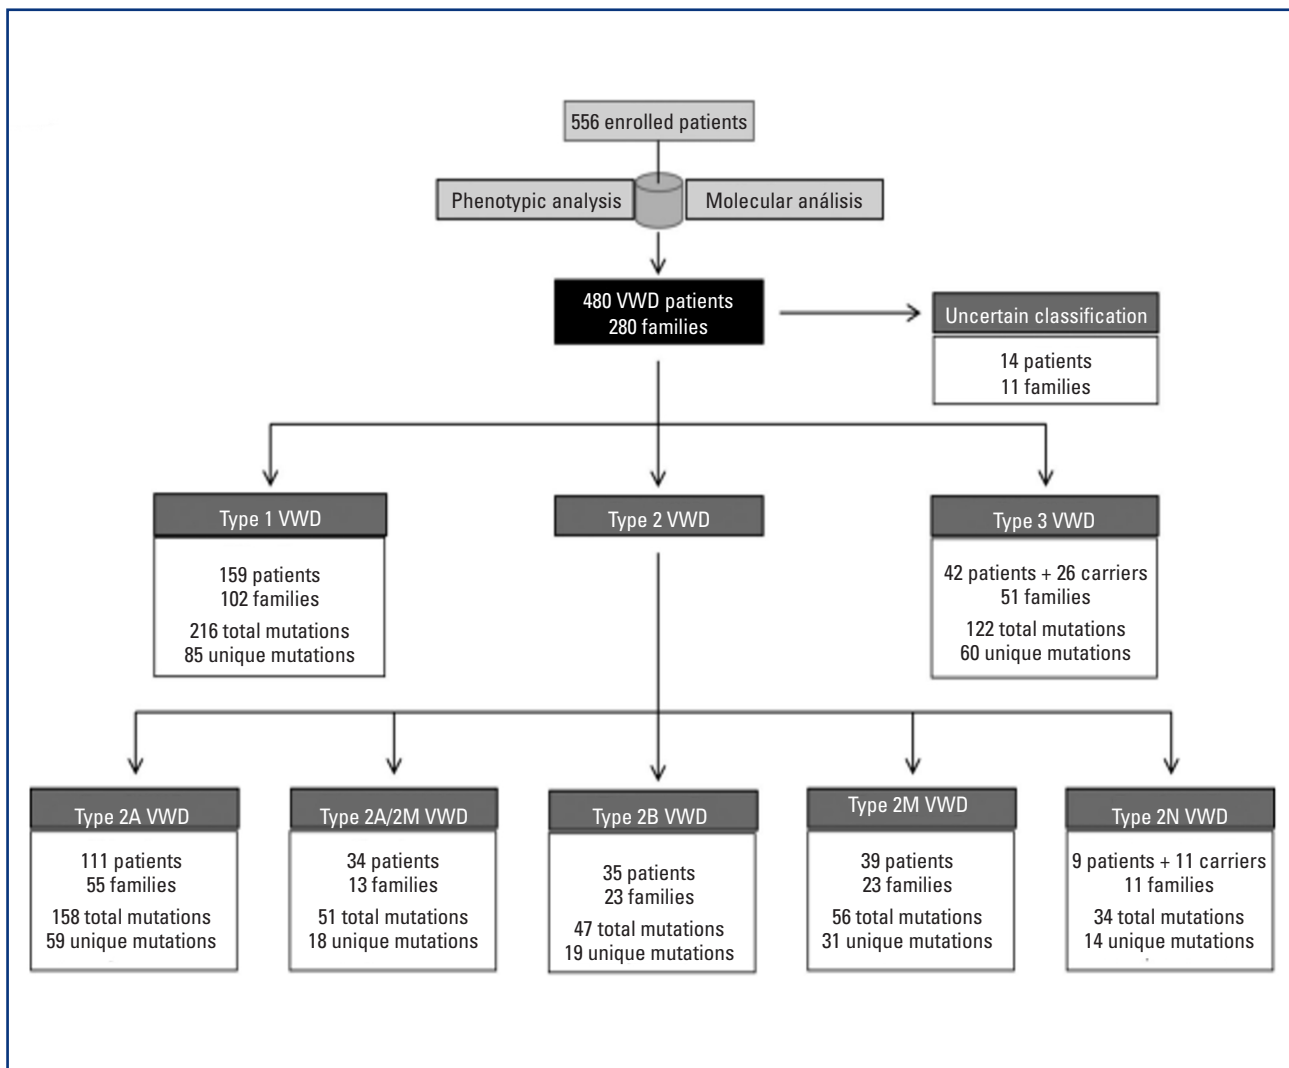 556 enrolled patients
Phenotypic analysis
Molecular análisis
480 VWD patients
280 families
Uncertain classification
14 patients
11 families
Type 1 VWD
159 patients
102 families
216 total mutations
85 unique mutations
Type 2 VWD
Type 3 VWD
42 patients + 26 carriers
51 families
122 total mutations
60 unique mutations
Type 2A VWD
111 patients
55 families
158 total mutations
59 unique mutations
Type 2A/2M VWD
34 patients
13 families
51 total mutations
18 unique mutations
Type 2B VWD
35 patients
23 families
47 total mutations
19 unique mutations
Type 2M VWD
39 patients
23 families
56 total mutations
31 unique mutations
Type 2N VWD
9 patients + 11 carriers
11 families
34 total mutations
14 unique mutations